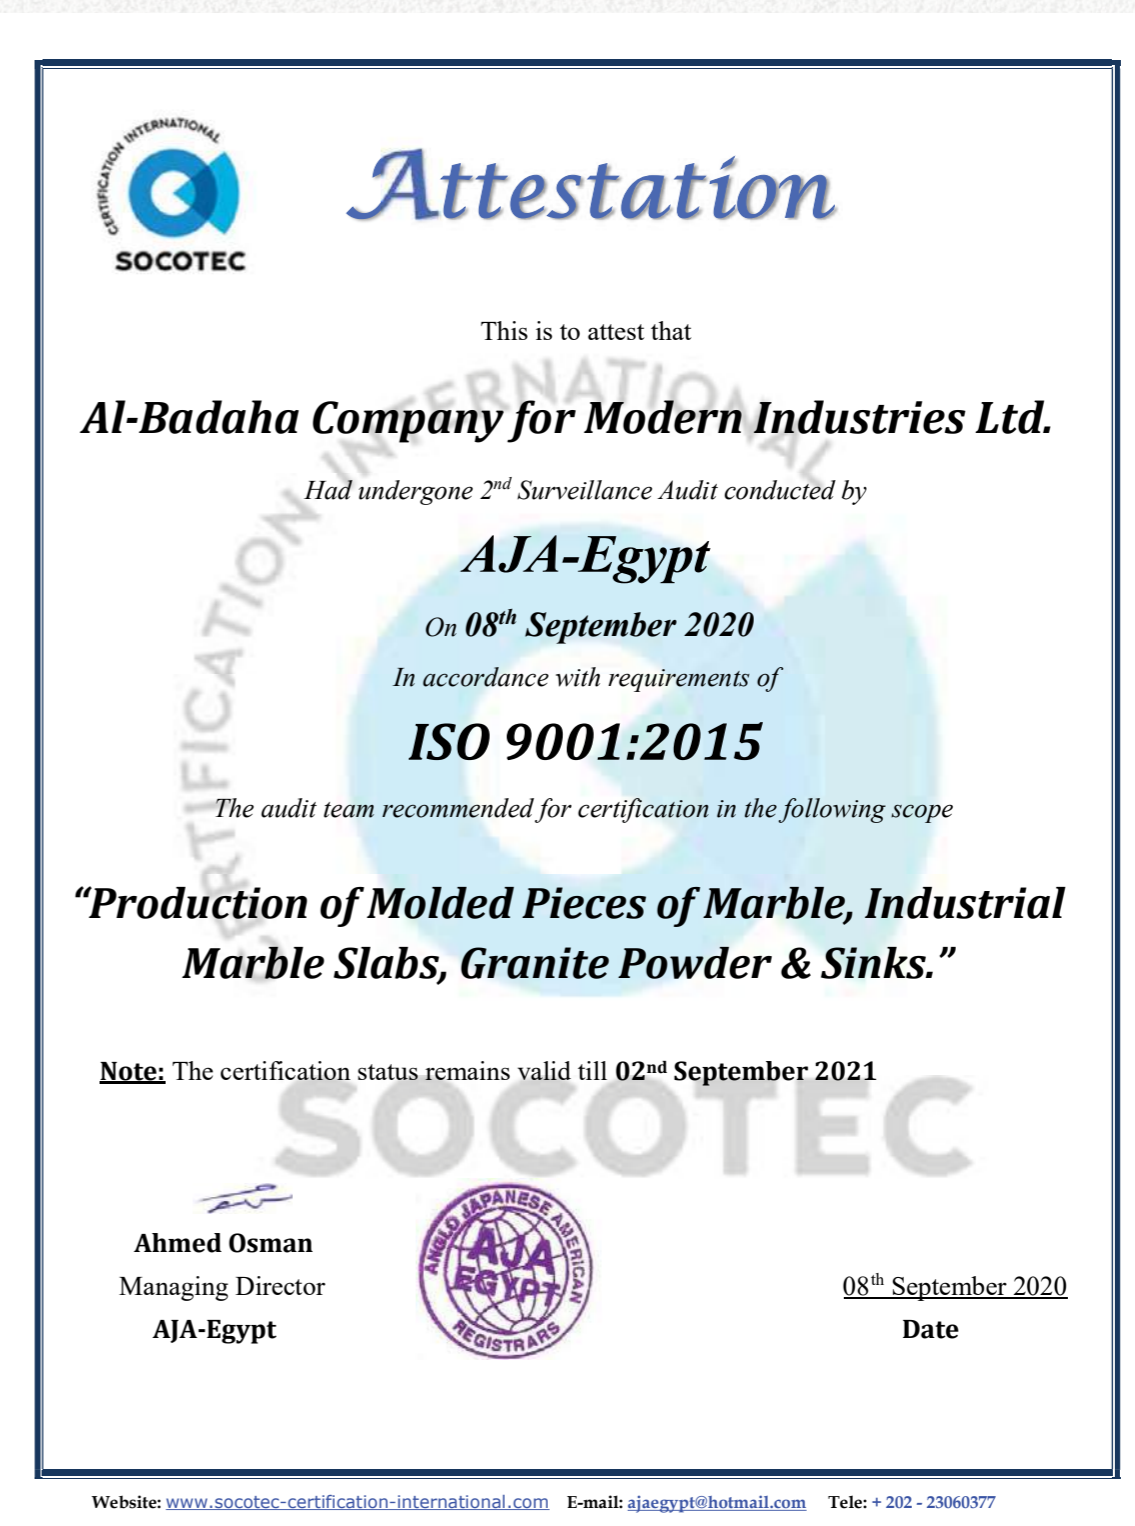 CERTIFICATION INTERNATIONAL
SOCOTEC
Attestation
This is to attest that
Al-Badaha Company for Modern Industries Ltd.
Had undergone 2nd Surveillance Audit conducted by
AJA-Egypt
On 08th September 2020
In accordance with requirements of
ISO 9001:2015
The audit team recommended for certification in the following scope
“Production of Molded Pieces of Marble, Industrial
Marble Slabs, Granite Powder & Sinks.”
Note: The certification status remains valid till 02nd September 2021
CERTIFICATION INTERNATIONAL
SOCOTEC
Ahmed Osman
Managing Director
AJA-Egypt
ANGLO JAPANESE AMERICAN
AJA
EGYPT
REGISTRARS
08th September 2020
Date
Website: www.socotec-certification-international.com E-mail: ajaegypt@hotmail.com Tele: + 202 - 23060377